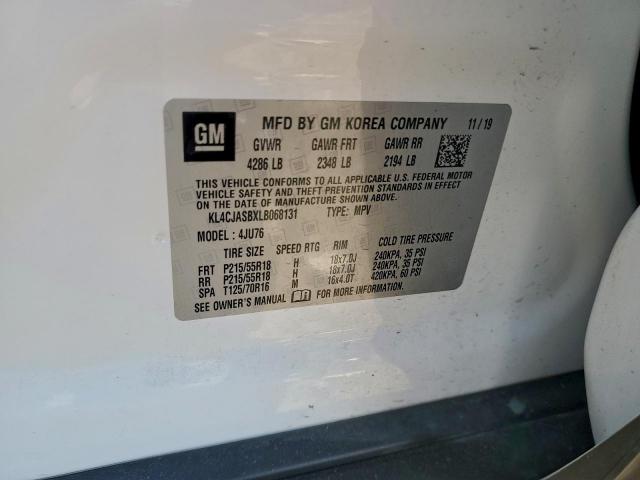 GM
MFD BY GM KOREA COMPANY 11/19
GVWR GAWR FRT GAWR RR
4286 LB 2348 LB 2194 LB
THIS VEHICLE CONFORMS TO ALL APPLICABLE U.S. FEDERAL MOTOR
VEHICLE SAFETY AND THEFT PREVENTION STANDARDS IN EFFECT ON
THE DATE OF MANUFACTURE SHOWN ABOVE.
KL4CJASBXLB068131 TYPE: MPV
MODEL : 4JU76
TIRE SIZE SPEED RTG RIM COLD TIRE PRESSURE
FRT P215/55R18 H 18x7.0J 240KPA, 35 PSI
RR P215/55R18 H 18x7.0J 240KPA, 35 PSI
SPA T125/70R16 M 16x4.0T 420KPA, 60 PSI
SEE OWNER'S MANUAL FOR MORE INFORMATION.